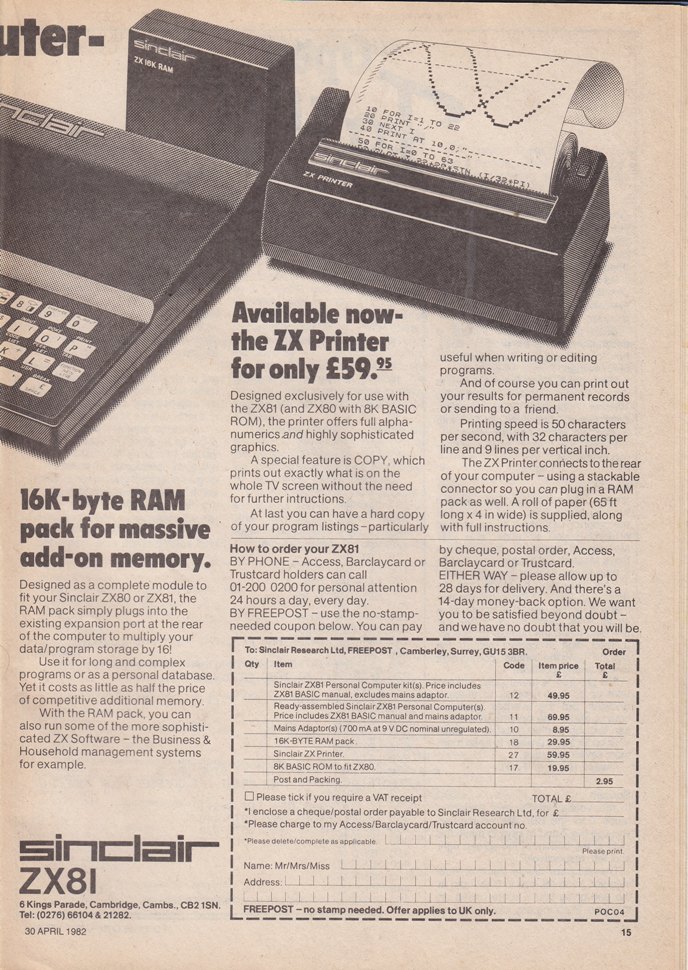 uter-
sinclair
ZX 16K RAM
sinclair
10 FOR I=1 TO 22
20 PRINT "/"
30 NEXT I
40 PRINT AT 10,0;"
50 FOR I=0 TO 63
sinclair
ZX PRINTER
8 9 0
I O P
K L
£
Available now-
the ZX Printer
for only £59.95
Designed exclusively for use with
the ZX81 (and ZX80 with 8K BASIC
ROM), the printer offers full alpha-
numerics and highly sophisticated
graphics.
A special feature is COPY, which
prints out exactly what is on the
whole TV screen without the need
for further intructions.
At last you can have a hard copy
of your program listings – particularly
useful when writing or editing
programs.
And of course you can print out
your results for permanent records
or sending to a friend.
Printing speed is 50 characters
per second, with 32 characters per
line and 9 lines per vertical inch.
The ZX Printer connects to the rear
of your computer – using a stackable
connector so you can plug in a RAM
pack as well. A roll of paper (65 ft
long x 4 in wide) is supplied, along
with full instructions.
16K-byte RAM
pack for massive
add-on memory.
Designed as a complete module to
fit your Sinclair ZX80 or ZX81, the
RAM pack simply plugs into the
existing expansion port at the rear
of the computer to multiply your
data/program storage by 16!
Use it for long and complex
programs or as a personal database.
Yet it costs as little as half the price
of competitive additional memory.
With the RAM pack, you can
also run some of the more sophisti-
cated ZX Software – the Business &
Household management systems
for example.
How to order your ZX81
BY PHONE – Access, Barclaycard or
Trustcard holders can call
01-200 0200 for personal attention
24 hours a day, every day.
BY FREEPOST – use the no-stamp-
needed coupon below. You can pay
by cheque, postal order, Access,
Barclaycard or Trustcard.
EITHER WAY – please allow up to
28 days for delivery. And there's a
14-day money-back option. We want
you to be satisfied beyond doubt –
and we have no doubt that you will be.
To: Sinclair Research Ltd, FREEPOST, Camberley, Surrey, GU15 3BR. Order
Qty Item Code Item price £ Total £
Sinclair ZX81 Personal Computer kit(s). Price includes
ZX81 BASIC manual, excludes mains adaptor. 12 49.95
Ready-assembled Sinclair ZX81 Personal Computer(s).
Price includes ZX81 BASIC manual and mains adaptor. 11 69.95
Mains Adaptor(s) (700 mA at 9 V DC nominal unregulated). 10 8.95
16K-BYTE RAM pack. 18 29.95
Sinclair ZX Printer. 27 59.95
8K BASIC ROM to fit ZX80. 17 19.95
Post and Packing. 2.95
Please tick if you require a VAT receipt TOTAL £
*I enclose a cheque/postal order payable to Sinclair Research Ltd, for £
*Please charge to my Access/Barclaycard/Trustcard account no.
*Please delete/complete as applicable.
Please print.
Name: Mr/Mrs/Miss
Address:
FREEPOST – no stamp needed. Offer applies to UK only. POC04
sinclair
ZX81
6 Kings Parade, Cambridge, Cambs., CB2 1SN.
Tel: (0276) 66104 & 21282.
30 APRIL 1982
15